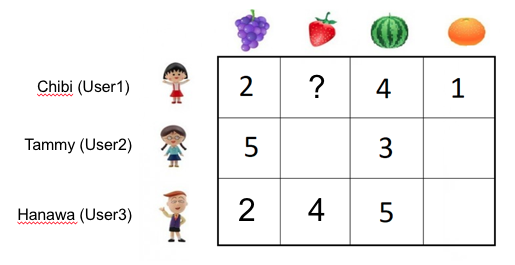 Chibi (User1) 2 ? 4 1
Tammy (User2) 5 3
Hanawa (User3) 2 4 5